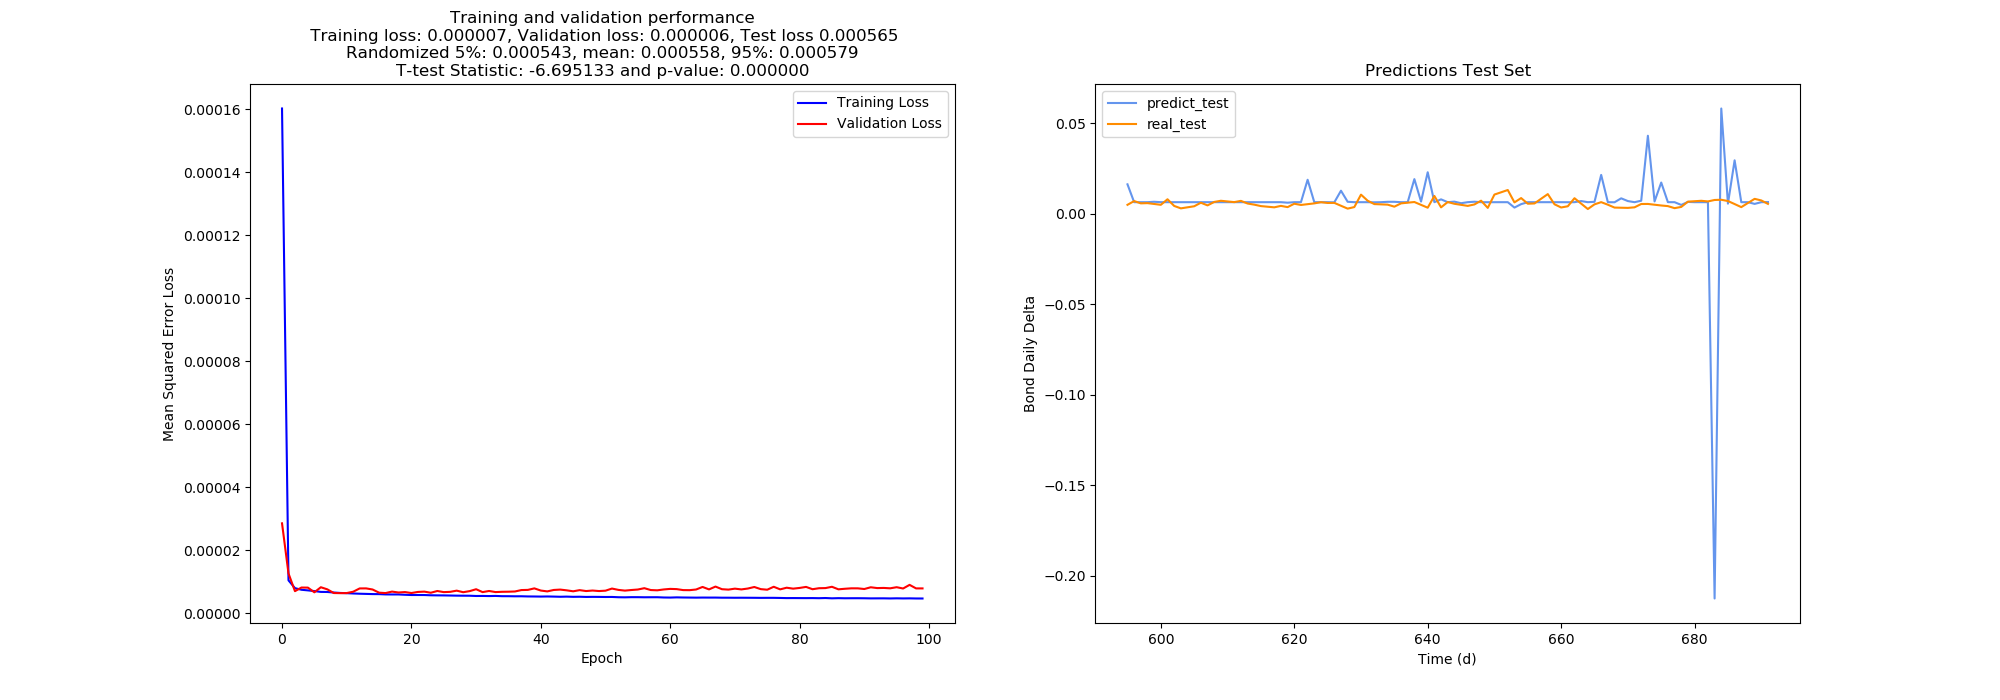 Training and validation performance
Training loss: 0.000007, Validation loss: 0.000006, Test loss 0.000565
Randomized 5%: 0.000543, mean: 0.000558, 95%: 0.000579
T-test Statistic: -6.695133 and p-value: 0.000000
Training Loss
Validation Loss
0.00016
0.00014
0.00012
0.00010
0.00008
0.00006
0.00004
0.00002
0.00000
Mean Squared Error Loss
0 20 40 60 80 100
Epoch
Predictions Test Set
predict_test
real_test
0.05
0.00
−0.05
−0.10
−0.15
−0.20
Bond Daily Delta
600 620 640 660 680
Time (d)